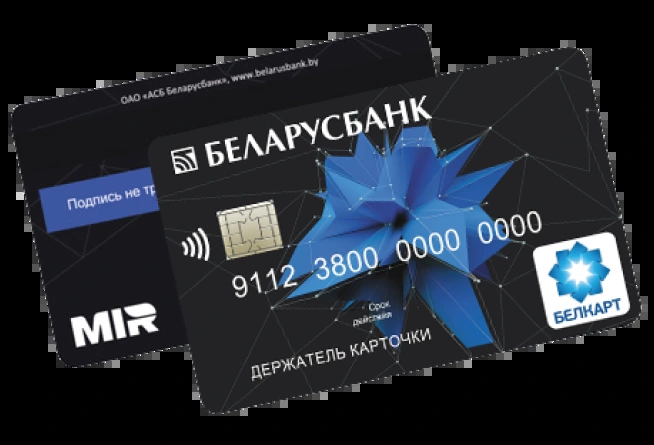 ОАО «АСБ Беларусбанк», www.belarusbank.by
БЕЛАРУСБАНК
Подпись не тр
9112 3800 0000 0000
Срок
действия
ДЕРЖАТЕЛЬ КАРТОЧКИ
MIR
БЕЛКАРТ